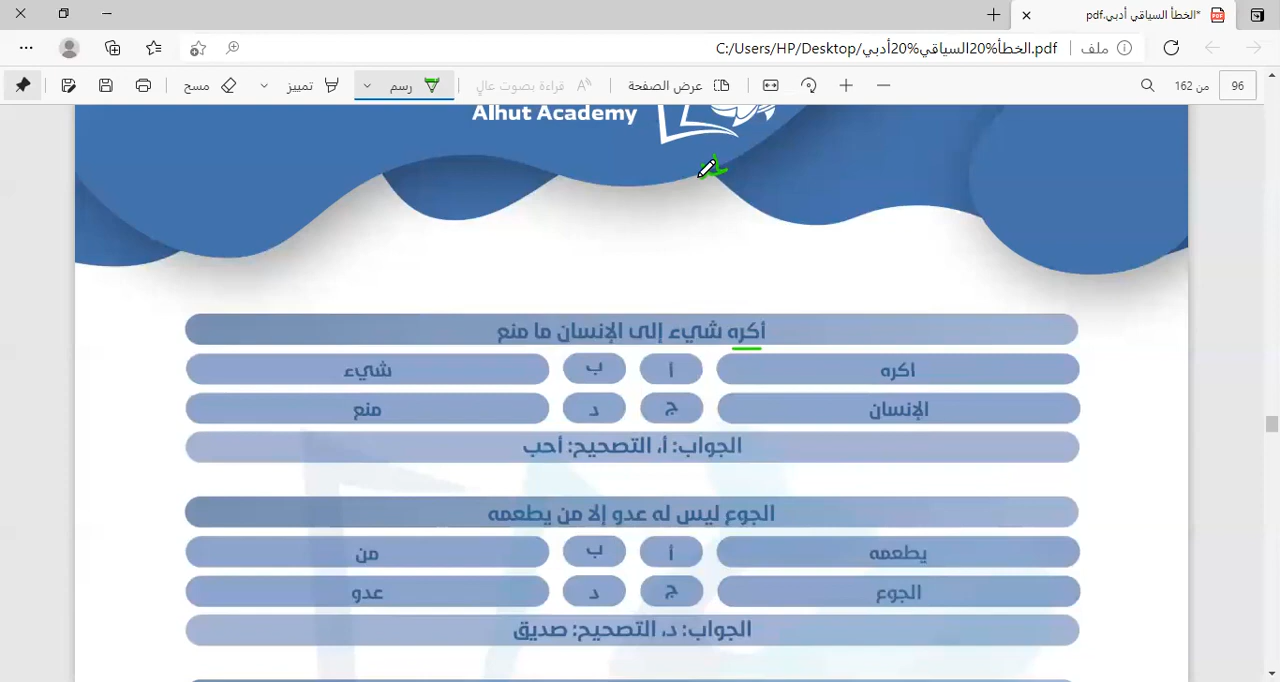 *الخطأ السياقي أدبي.pdf
ملف C:/Users/HP/Desktop/الخطأ%20السياقي%20أدبي.pdf
96 من 162 عرض الصفحة قراءة بصوت عالٍ رسم تمييز مسح
Alhut Academy
أكره شيء إلى الإنسان ما منع
اكره أ ب شيء
الإنسان ج د منع
الجواب: أ، التصحيح: أحب
الجوع ليس له عدو إلا من يطعمه
يطعمه أ ب من
الجوع ج د عدو
الجواب: د، التصحيح: صديق